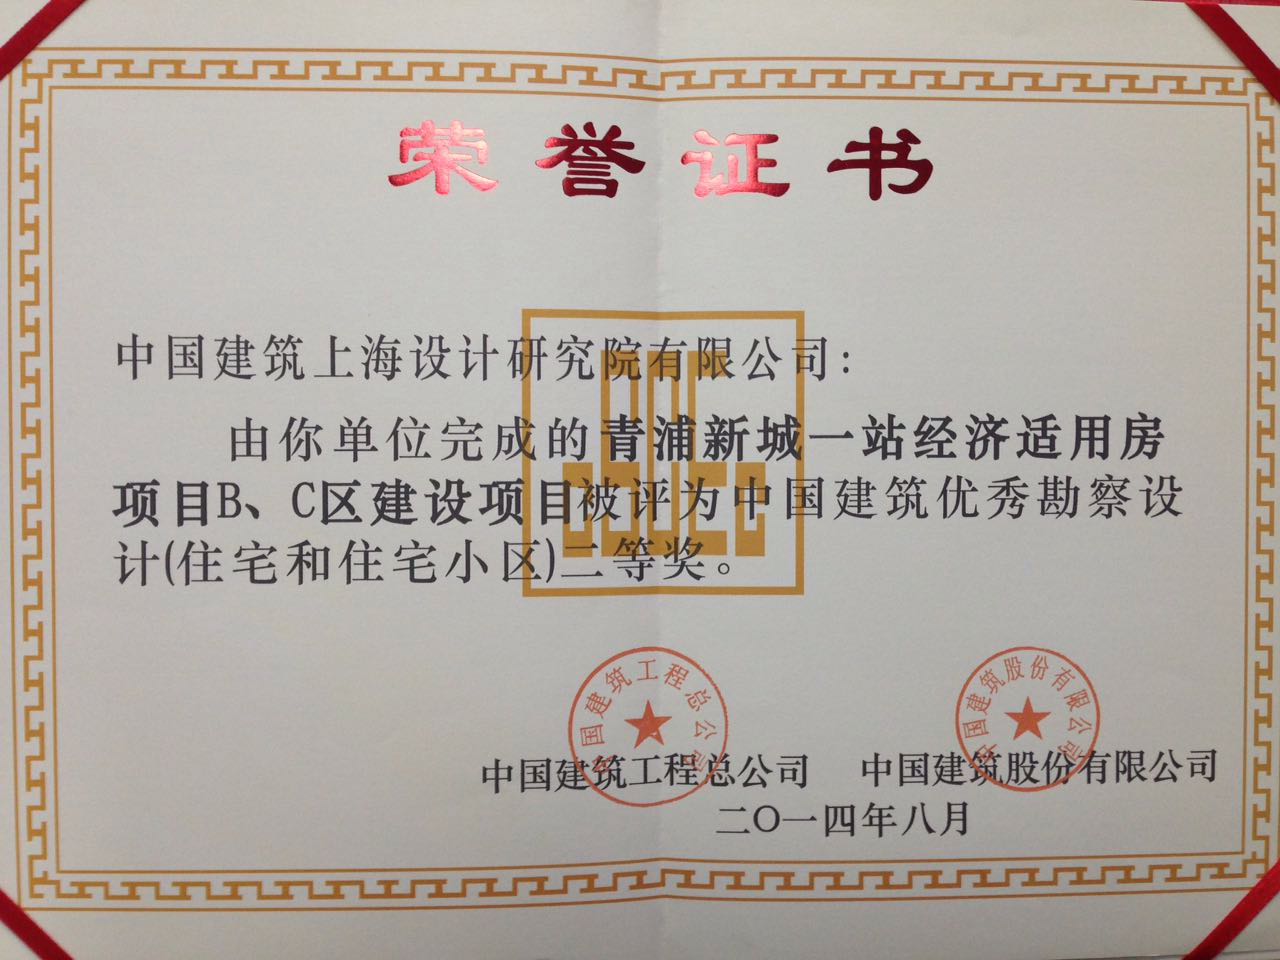 荣誉证书
中国建筑上海设计研究院有限公司：
由你单位完成的青浦新城一站经济适用房
项目B、C区建设项目被评为中国建筑优秀勘察设
计(住宅和住宅小区)二等奖。
中国建筑工程总公司
中国建筑股份有限公司
中国建筑工程总公司 中国建筑股份有限公司
二〇一四年八月